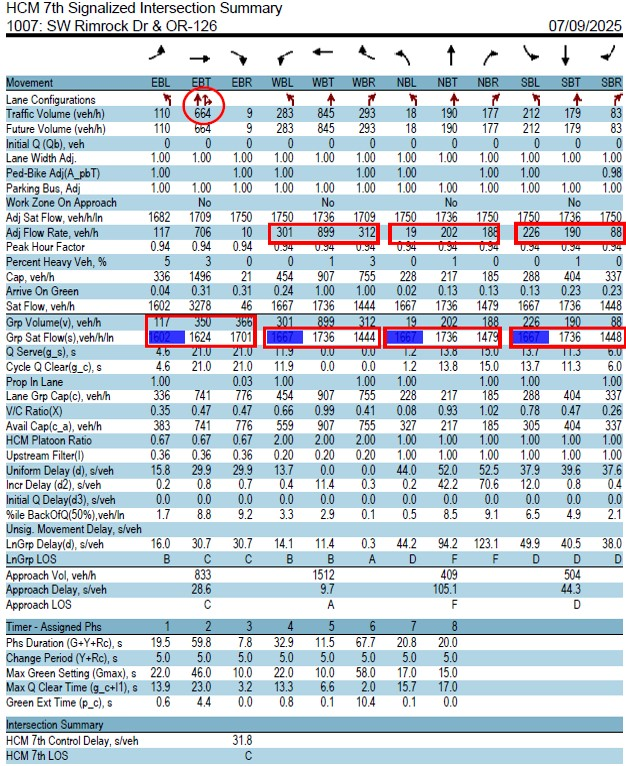 HCM 7th Signalized Intersection Summary
1007: SW Rimrock Dr & OR-126 07/09/2025
Movement EBL EBT EBR WBL WBT WBR NBL NBT NBR SBL SBT SBR
Lane Configurations
Traffic Volume (veh/h) 110 664 9 283 845 293 18 190 177 212 179 83
Future Volume (veh/h) 110 664 9 283 845 293 18 190 177 212 179 83
Initial Q (Qb), veh 0 0 0 0 0 0 0 0 0 0 0 0
Lane Width Adj. 1.00 1.00 1.00 1.00 1.00 1.00 1.00 1.00 1.00 1.00 1.00 1.00
Ped-Bike Adj(A_pbT) 1.00 1.00 1.00 1.00 1.00 1.00 1.00 0.98
Parking Bus, Adj 1.00 1.00 1.00 1.00 1.00 1.00 1.00 1.00 1.00 1.00 1.00 1.00
Work Zone On Approach No No No No
Adj Sat Flow, veh/h/ln 1682 1709 1750 1750 1736 1709 1750 1736 1750 1750 1736 1750
Adj Flow Rate, veh/h 117 706 10 301 899 312 19 202 188 226 190 88
Peak Hour Factor 0.94 0.94 0.94 0.94 0.94 0.94 0.94 0.94 0.94 0.94 0.94 0.94
Percent Heavy Veh, % 5 3 0 0 1 3 0 1 0 0 1 0
Cap, veh/h 336 1496 21 454 907 755 228 217 185 288 404 337
Arrive On Green 0.04 0.31 0.31 0.24 1.00 1.00 0.02 0.13 0.13 0.13 0.23 0.23
Sat Flow, veh/h 1602 3278 46 1667 1736 1444 1667 1736 1479 1667 1736 1448
Grp Volume(v), veh/h 117 350 366 301 899 312 19 202 188 226 190 88
Grp Sat Flow(s),veh/h/ln 1602 1624 1701 1667 1736 1444 1667 1736 1479 1667 1736 1448
Q Serve(g_s), s 4.6 21.0 21.0 11.9 0.0 0.0 1.2 13.8 15.0 13.7 11.3 6.0
Cycle Q Clear(g_c), s 4.6 21.0 21.0 11.9 0.0 0.0 1.2 13.8 15.0 13.7 11.3 6.0
Prop In Lane 1.00 0.03 1.00 1.00 1.00 1.00 1.00 1.00
Lane Grp Cap(c), veh/h 336 741 776 454 907 755 228 217 185 288 404 337
V/C Ratio(X) 0.35 0.47 0.47 0.66 0.99 0.41 0.08 0.93 1.02 0.78 0.47 0.26
Avail Cap(c_a), veh/h 383 741 776 559 907 755 327 217 185 305 404 337
HCM Platoon Ratio 0.67 0.67 0.67 2.00 2.00 2.00 1.00 1.00 1.00 1.00 1.00 1.00
Upstream Filter(I) 0.36 0.36 0.36 0.20 0.20 0.20 1.00 1.00 1.00 1.00 1.00 1.00
Uniform Delay (d), s/veh 15.8 29.9 29.9 13.7 0.0 0.0 44.0 52.0 52.5 37.9 39.6 37.6
Incr Delay (d2), s/veh 0.2 0.8 0.7 0.4 11.4 0.3 0.2 42.2 70.6 12.0 0.8 0.4
Initial Q Delay(d3), s/veh 0.0 0.0 0.0 0.0 0.0 0.0 0.0 0.0 0.0 0.0 0.0 0.0
%ile BackOfQ(50%),veh/ln 1.7 8.8 9.2 3.3 2.9 0.1 0.5 8.5 9.1 6.5 4.9 2.1
Unsig. Movement Delay, s/veh
LnGrp Delay(d), s/veh 16.0 30.7 30.7 14.1 11.4 0.3 44.2 94.2 123.1 49.9 40.5 38.0
LnGrp LOS B C C B B A D F F D D D
Approach Vol, veh/h 833 1512 409 504
Approach Delay, s/veh 28.6 9.7 105.1 44.3
Approach LOS C A F D
Timer - Assigned Phs 1 2 3 4 5 6 7 8
Phs Duration (G+Y+Rc), s 19.5 59.8 7.8 32.9 11.5 67.7 20.8 20.0
Change Period (Y+Rc), s 5.0 5.0 5.0 5.0 5.0 5.0 5.0 5.0
Max Green Setting (Gmax), s 22.0 46.0 10.0 22.0 10.0 58.0 17.0 15.0
Max Q Clear Time (g_c+I1), s 13.9 23.0 3.2 13.3 6.6 2.0 15.7 17.0
Green Ext Time (p_c), s 0.6 4.4 0.0 0.8 0.1 10.4 0.1 0.0
Intersection Summary
HCM 7th Control Delay, s/veh 31.8
HCM 7th LOS C